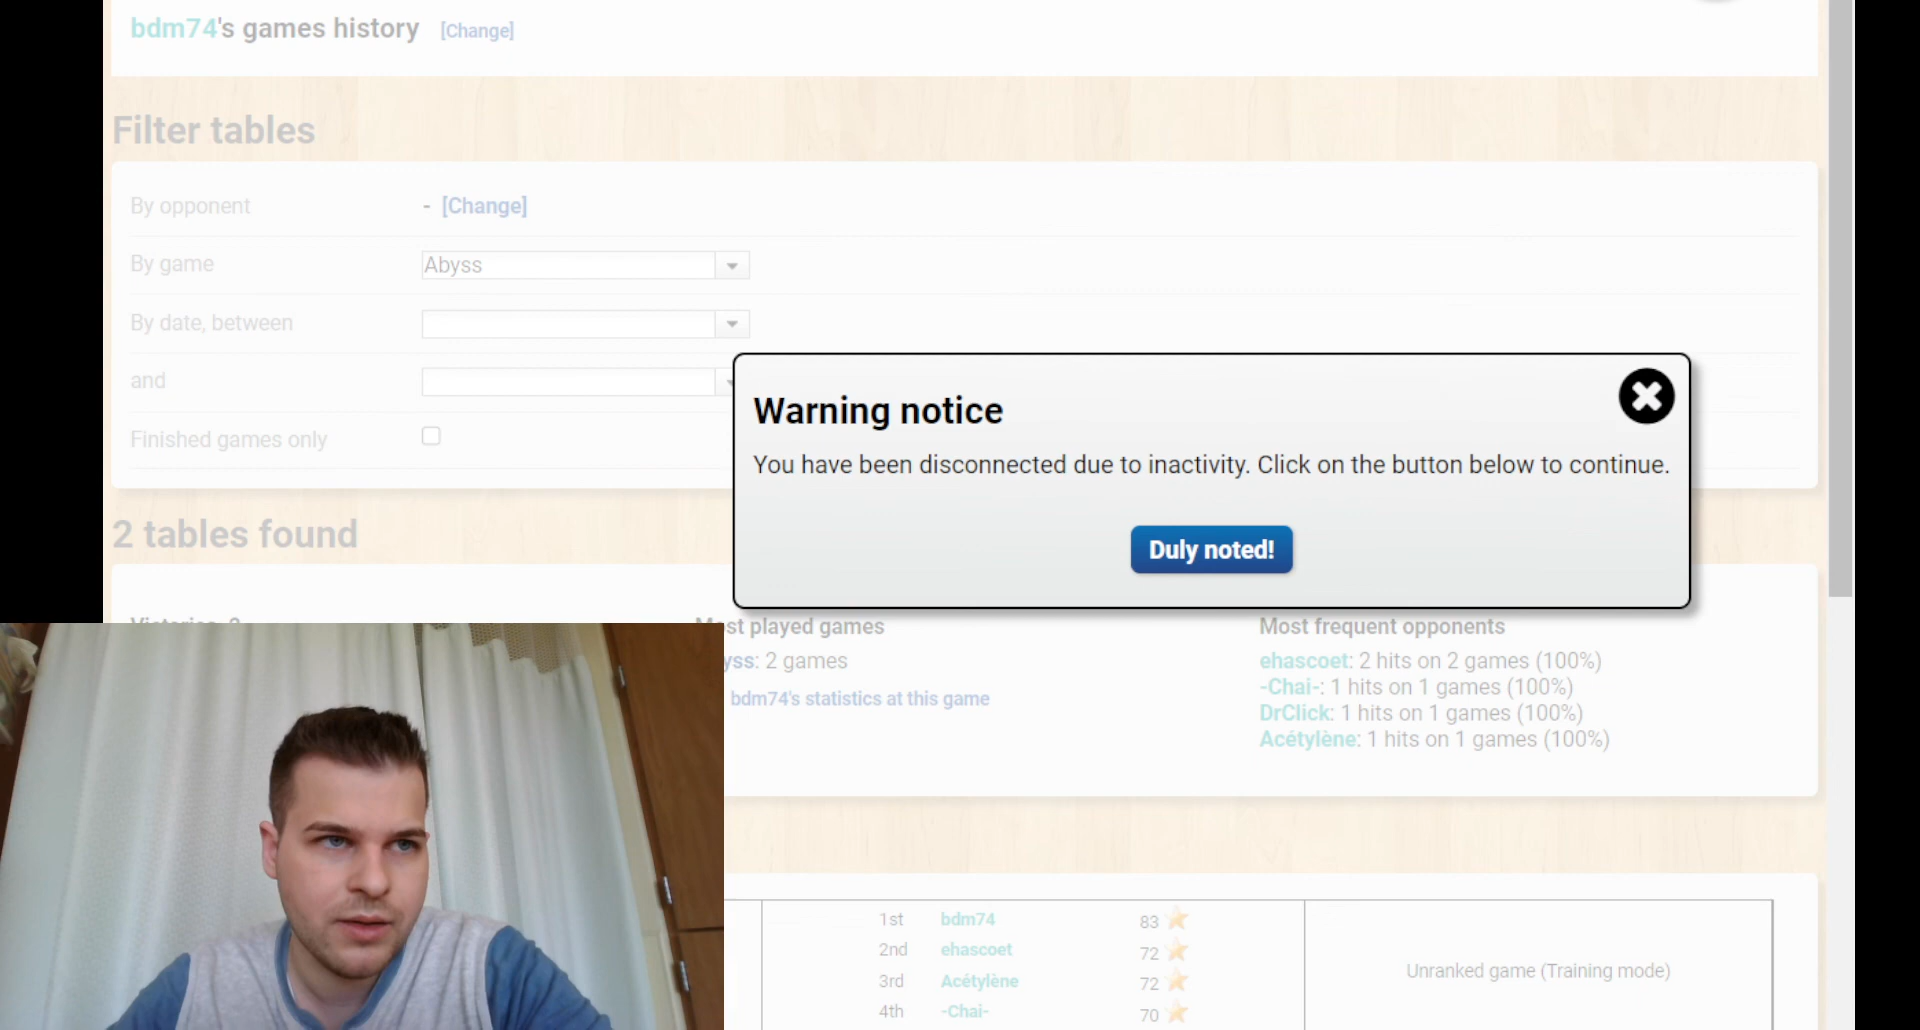 bdm74's games history [Change]
Filter tables
By opponent - [Change]
By game Abyss
By date, between
and
Finished games only
Warning notice
You have been disconnected due to inactivity. Click on the button below to continue.
Duly noted!
2 tables found
st played games
yss: 2 games
bdm74's statistics at this game
Most frequent opponents
ehascoet: 2 hits on 2 games (100%)
-Chai-: 1 hits on 1 games (100%)
DrClick: 1 hits on 1 games (100%)
Acétylène: 1 hits on 1 games (100%)
1st bdm74 83
2nd ehascoet 72
3rd Acétylène 72
4th -Chai- 70
Unranked game (Training mode)